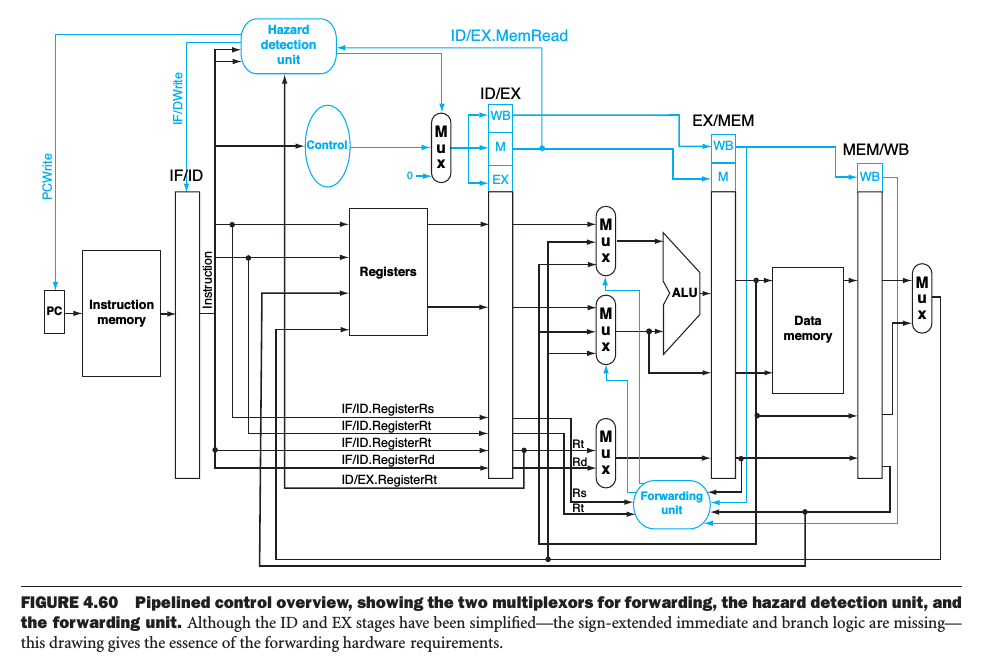 Hazard
detection
unit
ID/EX.MemRead
ID/EX
EX/MEM
MEM/WB
IF/DWrite
PCWrite
IF/ID
Control
M
u
x
0
WB
M
EX
WB
M
WB
PC
Instruction
memory
Instruction
Registers
M
u
x
M
u
x
ALU
Data
memory
M
u
x
IF/ID.RegisterRs
IF/ID.RegisterRt
IF/ID.RegisterRt
IF/ID.RegisterRd
ID/EX.RegisterRt
Rt
Rd
M
u
x
Rs
Rt
Forwarding
unit
FIGURE 4.60 Pipelined control overview, showing the two multiplexors for forwarding, the hazard detection unit, and
the forwarding unit. Although the ID and EX stages have been simplified—the sign-extended immediate and branch logic are missing—
this drawing gives the essence of the forwarding hardware requirements.